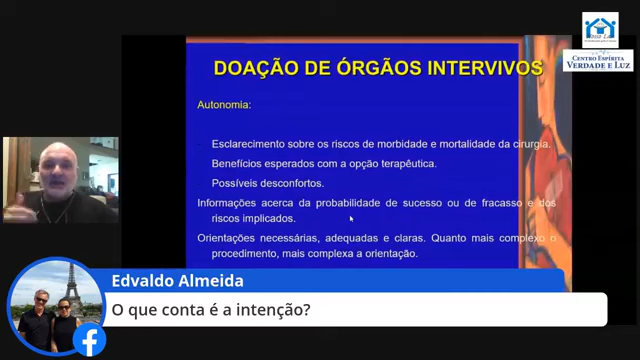 CENTRO ESPÍRITA
VERDADE E LUZ
DOAÇÃO DE ÓRGÃOS INTERVIVOS
Autonomia:
Esclarecimento sobre os riscos de morbidade e mortalidade da cirurgia.
Benefícios esperados com a opção terapêutica.
Possíveis desconfortos.
Informações acerca da probabilidade de sucesso ou de fracasso e dos
riscos implicados.
Orientações necessárias, adequadas e claras. Quanto mais complexo o
procedimento, mais complexa a orientação.
Edvaldo Almeida
O que conta é a intenção?